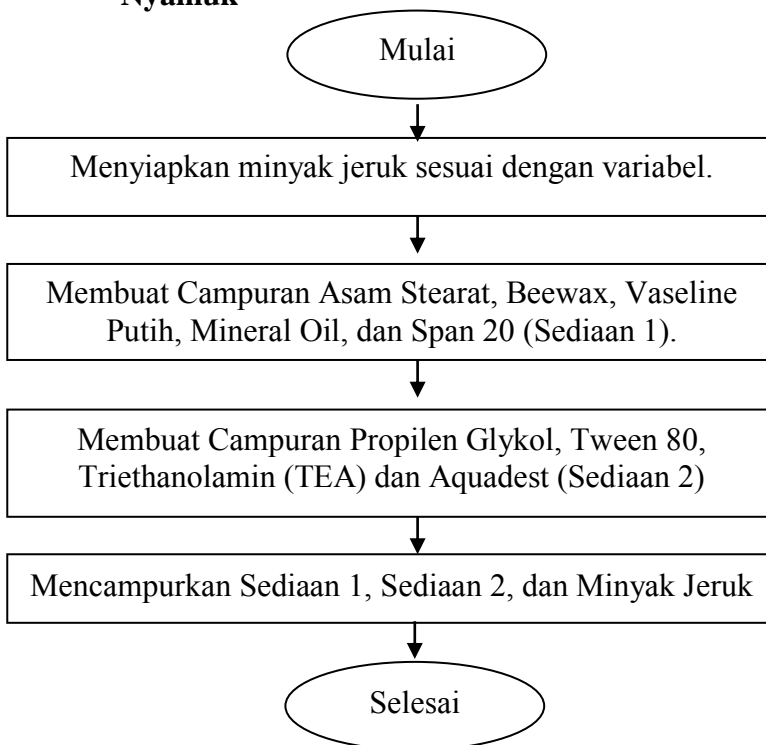 Nyamuk
Mulai
Menyiapkan minyak jeruk sesuai dengan variabel.
Membuat Campuran Asam Stearat, Beewax, Vaseline
Putih, Mineral Oil, dan Span 20 (Sediaan 1).
Membuat Campuran Propilen Glykol, Tween 80,
Triethanolamin (TEA) dan Aquadest (Sediaan 2)
Mencampurkan Sediaan 1, Sediaan 2, dan Minyak Jeruk
Selesai